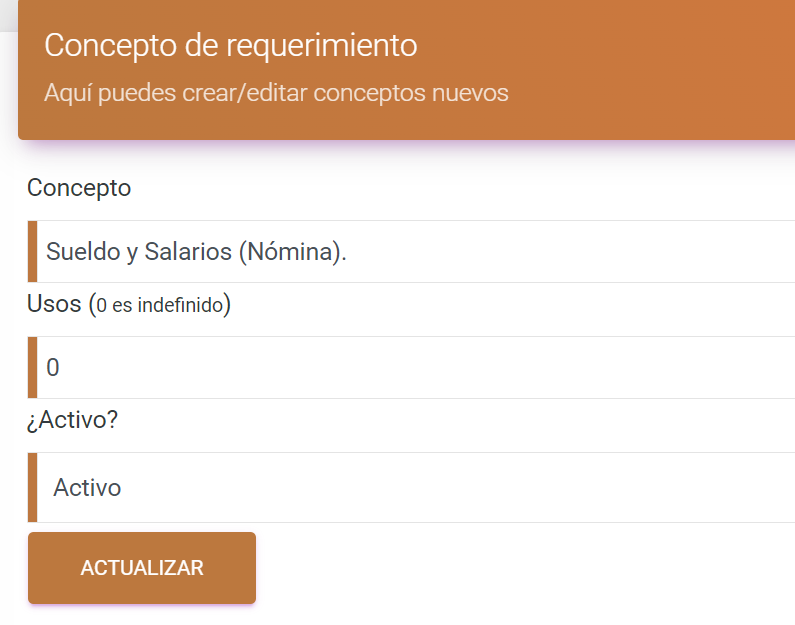 Concepto de requerimiento
Aquí puedes crear/editar conceptos nuevos
Concepto
Sueldo y Salarios (Nómina).
Usos (0 es indefinido)
0
¿Activo?
Activo
ACTUALIZAR